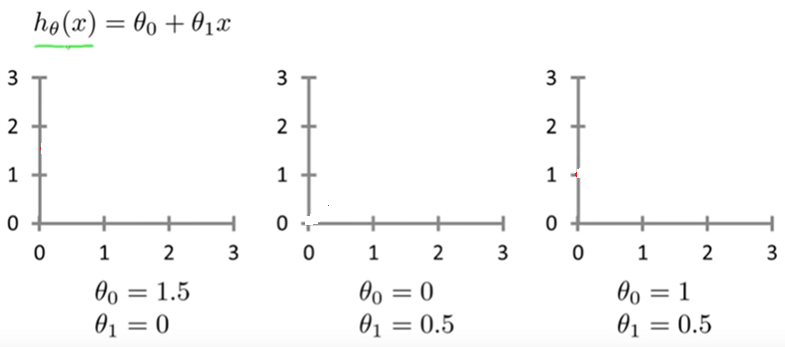 h_θ(x) = θ₀ + θ₁x
3 3 3
2 2 2
1 1 1
0 0 0
0 1 2 3 0 1 2 3 0 1 2 3
θ₀ = 1.5 θ₀ = 0 θ₀ = 1
θ₁ = 0 θ₁ = 0.5 θ₁ = 0.5